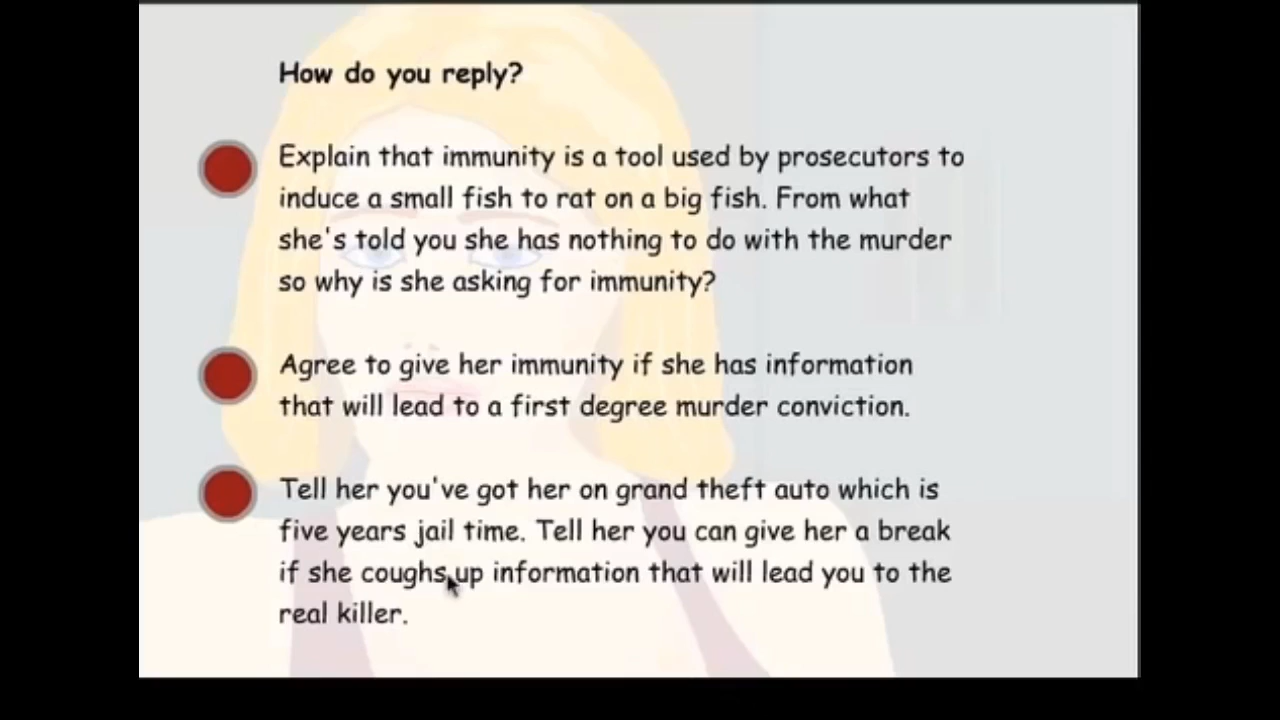 How do you reply?
Explain that immunity is a tool used by prosecutors to
induce a small fish to rat on a big fish. From what
she's told you she has nothing to do with the murder
so why is she asking for immunity?
Agree to give her immunity if she has information
that will lead to a first degree murder conviction.
Tell her you've got her on grand theft auto which is
five years jail time. Tell her you can give her a break
if she coughs up information that will lead you to the
real killer.